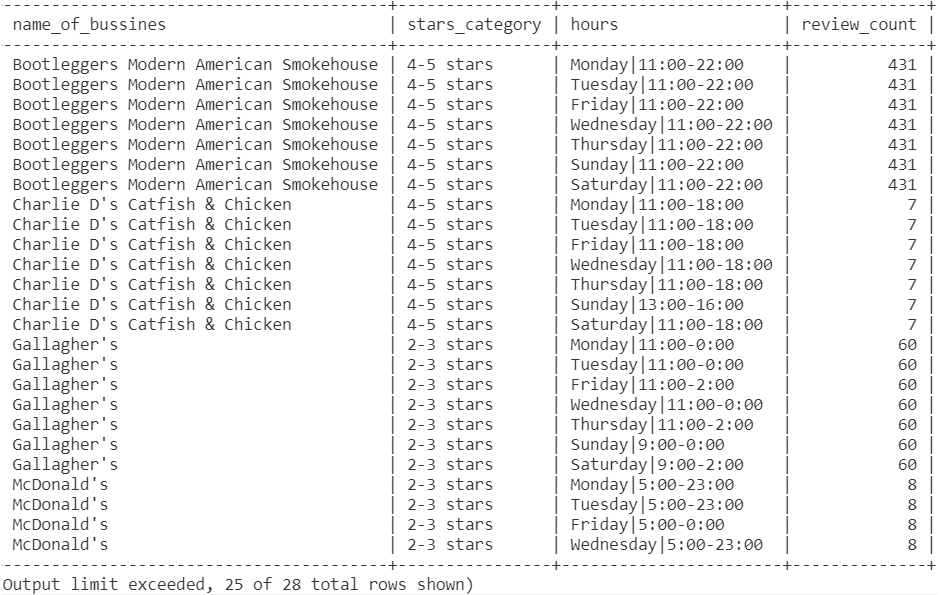 name_of_bussines | stars_category | hours | review_count |
Bootleggers Modern American Smokehouse | 4-5 stars | Monday|11:00-22:00 | 431 |
Bootleggers Modern American Smokehouse | 4-5 stars | Tuesday|11:00-22:00 | 431 |
Bootleggers Modern American Smokehouse | 4-5 stars | Friday|11:00-22:00 | 431 |
Bootleggers Modern American Smokehouse | 4-5 stars | Wednesday|11:00-22:00 | 431 |
Bootleggers Modern American Smokehouse | 4-5 stars | Thursday|11:00-22:00 | 431 |
Bootleggers Modern American Smokehouse | 4-5 stars | Sunday|11:00-22:00 | 431 |
Bootleggers Modern American Smokehouse | 4-5 stars | Saturday|11:00-22:00 | 431 |
Charlie D's Catfish & Chicken | 4-5 stars | Monday|11:00-18:00 | 7 |
Charlie D's Catfish & Chicken | 4-5 stars | Tuesday|11:00-18:00 | 7 |
Charlie D's Catfish & Chicken | 4-5 stars | Friday|11:00-18:00 | 7 |
Charlie D's Catfish & Chicken | 4-5 stars | Wednesday|11:00-18:00 | 7 |
Charlie D's Catfish & Chicken | 4-5 stars | Thursday|11:00-18:00 | 7 |
Charlie D's Catfish & Chicken | 4-5 stars | Sunday|13:00-16:00 | 7 |
Charlie D's Catfish & Chicken | 4-5 stars | Saturday|11:00-18:00 | 7 |
Gallagher's | 2-3 stars | Monday|11:00-0:00 | 60 |
Gallagher's | 2-3 stars | Tuesday|11:00-0:00 | 60 |
Gallagher's | 2-3 stars | Friday|11:00-2:00 | 60 |
Gallagher's | 2-3 stars | Wednesday|11:00-0:00 | 60 |
Gallagher's | 2-3 stars | Thursday|11:00-2:00 | 60 |
Gallagher's | 2-3 stars | Sunday|9:00-0:00 | 60 |
Gallagher's | 2-3 stars | Saturday|9:00-2:00 | 60 |
McDonald's | 2-3 stars | Monday|5:00-23:00 | 8 |
McDonald's | 2-3 stars | Tuesday|5:00-23:00 | 8 |
McDonald's | 2-3 stars | Friday|5:00-0:00 | 8 |
McDonald's | 2-3 stars | Wednesday|5:00-23:00 | 8 |
Output limit exceeded, 25 of 28 total rows shown)